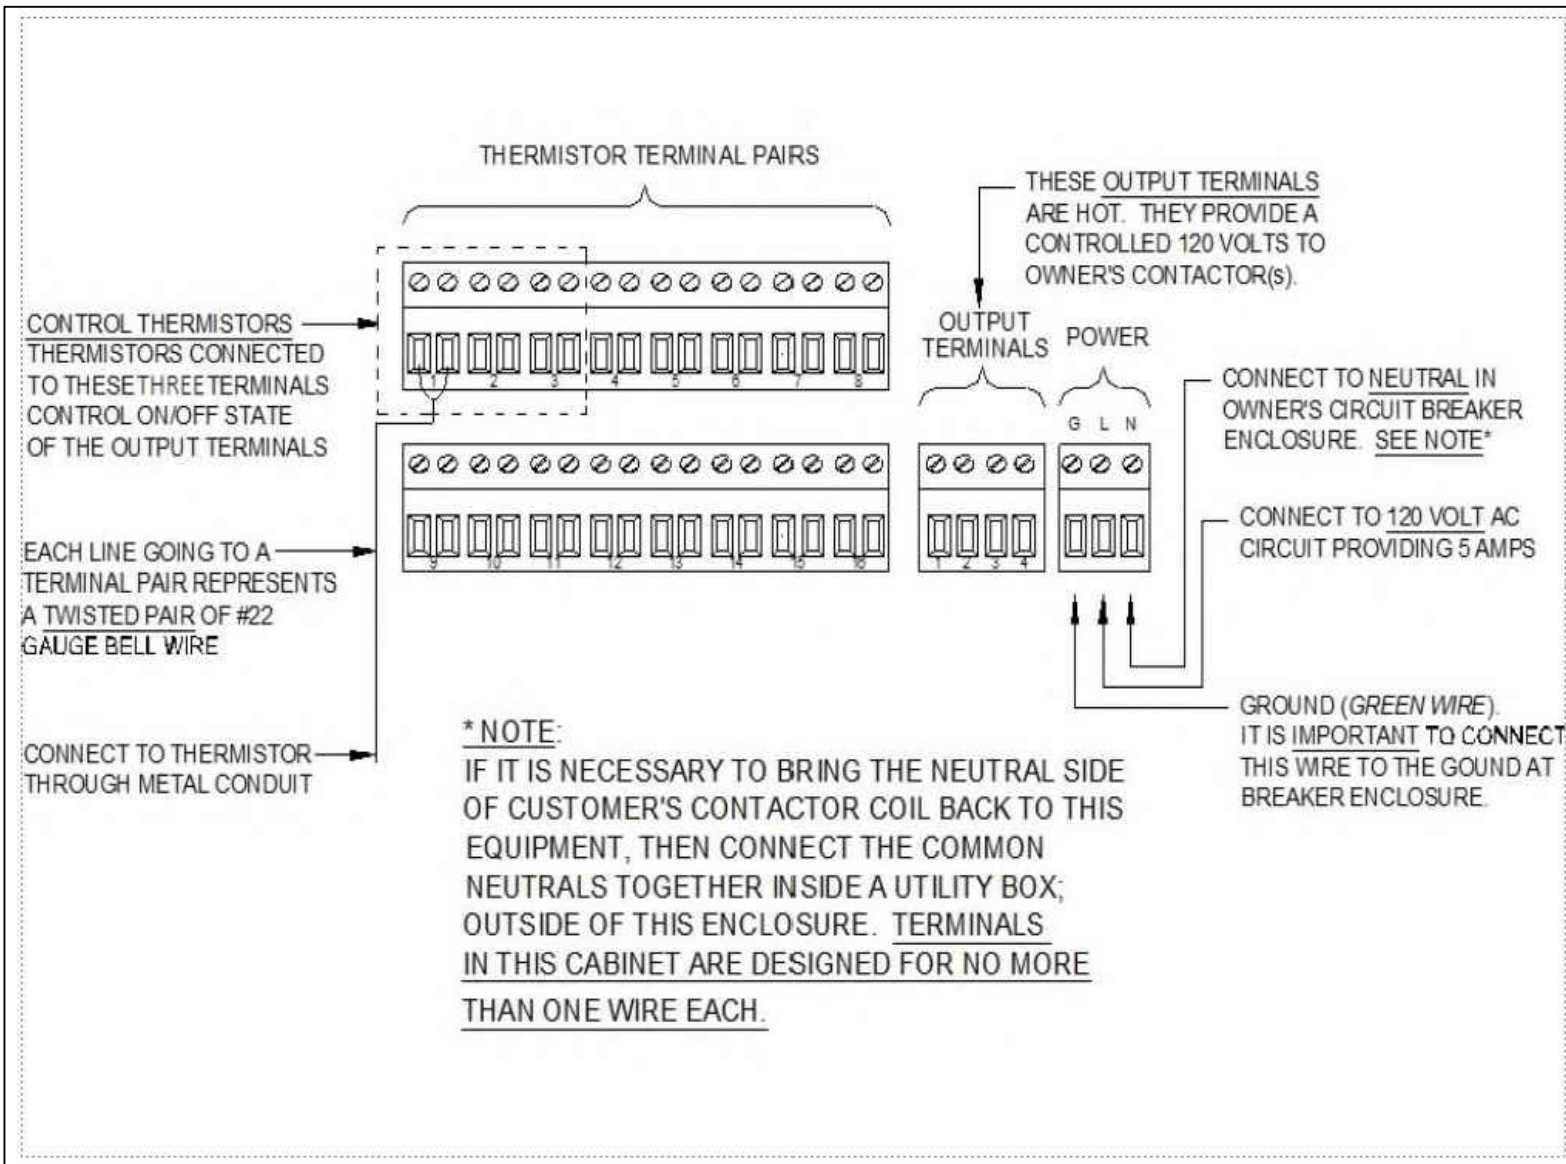 THERMISTOR TERMINAL PAIRS
THESE OUTPUT TERMINALS
ARE HOT. THEY PROVIDE A
CONTROLLED 120 VOLTS TO
OWNER'S CONTACTOR(s).
CONTROL THERMISTORS
THERMISTORS CONNECTED
TO THESE THREE TERMINALS
CONTROL ON/OFF STATE
OF THE OUTPUT TERMINALS
1 2 3 4 5 6 7 8
OUTPUT
TERMINALS
POWER
G L N
CONNECT TO NEUTRAL IN
OWNER'S CIRCUIT BREAKER
ENCLOSURE. SEE NOTE*
EACH LINE GOING TO A
TERMINAL PAIR REPRESENTS
A TWISTED PAIR OF #22
GAUGE BELL WIRE
9 10 11 12 13 14 15 16
1 2 3 4
CONNECT TO 120 VOLT AC
CIRCUIT PROVIDING 5 AMPS
CONNECT TO THERMISTOR
THROUGH METAL CONDUIT
GROUND (GREEN WIRE).
IT IS IMPORTANT TO CONNECT
THIS WIRE TO THE GOUND AT
BREAKER ENCLOSURE.
* NOTE:
IF IT IS NECESSARY TO BRING THE NEUTRAL SIDE
OF CUSTOMER'S CONTACTOR COIL BACK TO THIS
EQUIPMENT, THEN CONNECT THE COMMON
NEUTRALS TOGETHER INSIDE A UTILITY BOX;
OUTSIDE OF THIS ENCLOSURE. TERMINALS
IN THIS CABINET ARE DESIGNED FOR NO MORE
THAN ONE WIRE EACH.